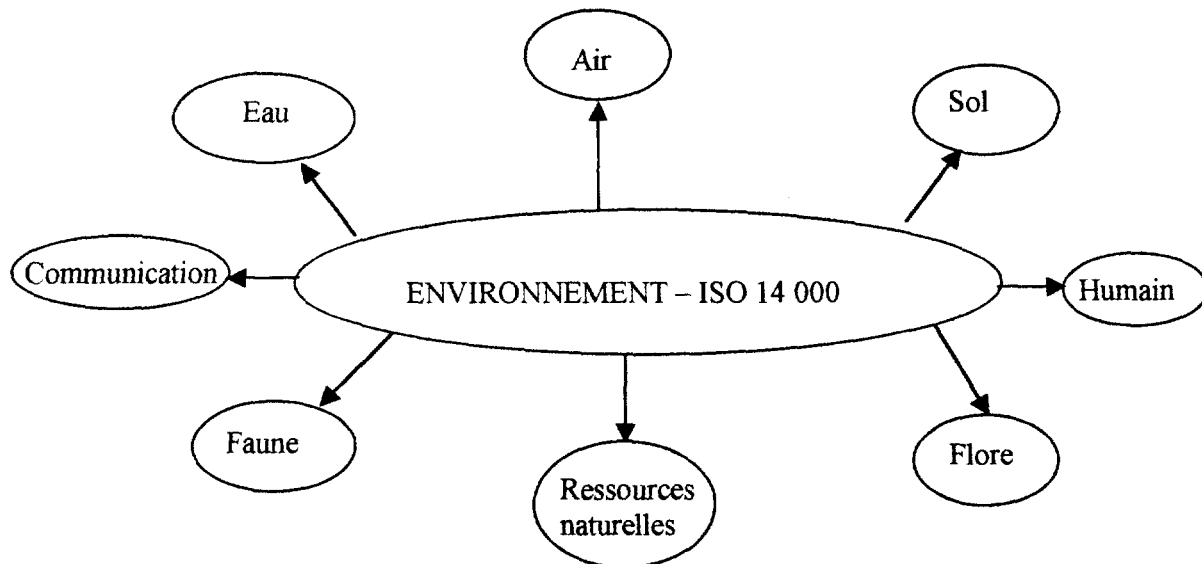 Air
Eau
Sol
Communication
ENVIRONNEMENT – ISO 14 000
Humain
Faune
Flore
Ressources
naturelles